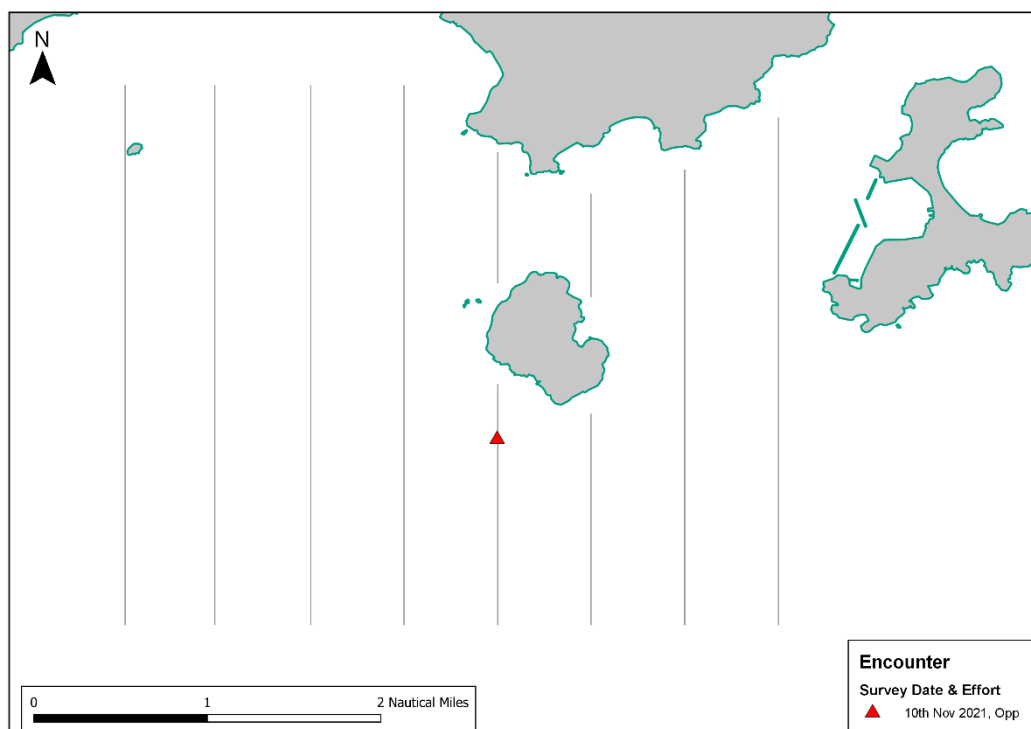 N
0 1 2 Nautical Miles
Encounter
Survey Date & Effort
10th Nov 2021, Opp